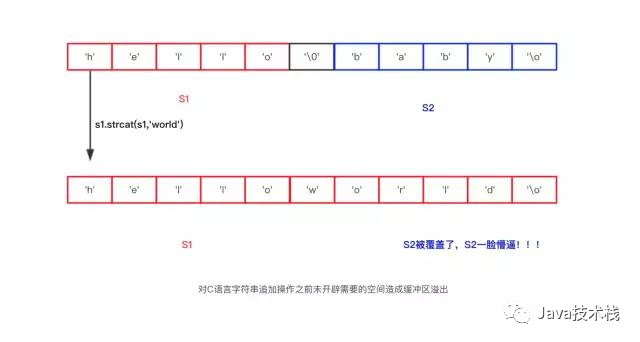 'h' 'e' 'l' 'l' 'o' '\0' 'b' 'a' 'b' 'y' '\o'
S1
S2
s1.strcat(s1,'world')
'h' 'e' 'l' 'l' 'o' 'w' 'o' 'r' 'l' 'd' '\o'
S1
S2被覆盖了，S2一脸懵逼！！！
对C语言字符串追加操作之前未开辟需要的空间造成缓冲区溢出
Java技术栈